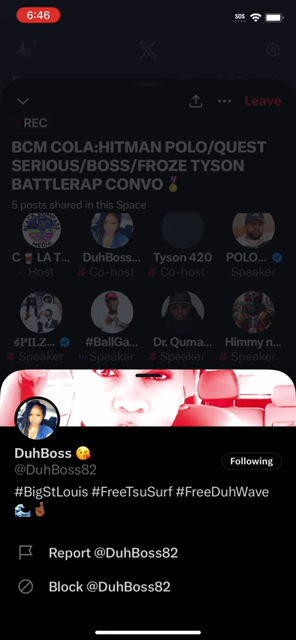 6:46
SOS
Leave
REC
BCM COLA:HITMAN POLO/QUEST
SERIOUS/BOSS/FROZE TYSON
BATTLERAP CONVO
5 posts shared in this Space
DuhBoss... Tyson 420 POLO...
Host Co-host Co-host Speaker
#BallGa... Dr. Quma... Himmy n...
Speaker Speaker Speaker Speaker
DuhBoss 😘
@DuhBoss82
Following
#BigStLouis #FreeTsuSurf #FreeDuhWave
🌊🤞🏾
Report @DuhBoss82
Block @DuhBoss82